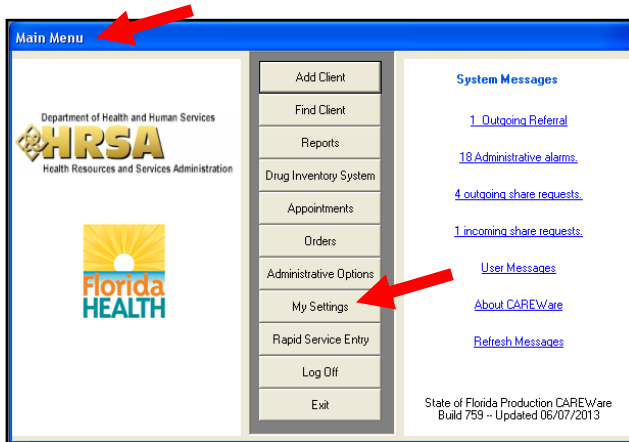 Main Menu
Department of Health and Human Services
HRSA
Health Resources and Services Administration
Florida
HEALTH
Add Client
Find Client
Reports
Drug Inventory System
Appointments
Orders
Administrative Options
My Settings
Rapid Service Entry
Log Off
Exit
System Messages
1 Outgoing Referral
18 Administrative alarms.
4 outgoing share requests.
1 incoming share requests.
User Messages
About CAREWare
Refresh Messages
State of Florida Production CAREWare
Build 759 -- Updated 06/07/2013